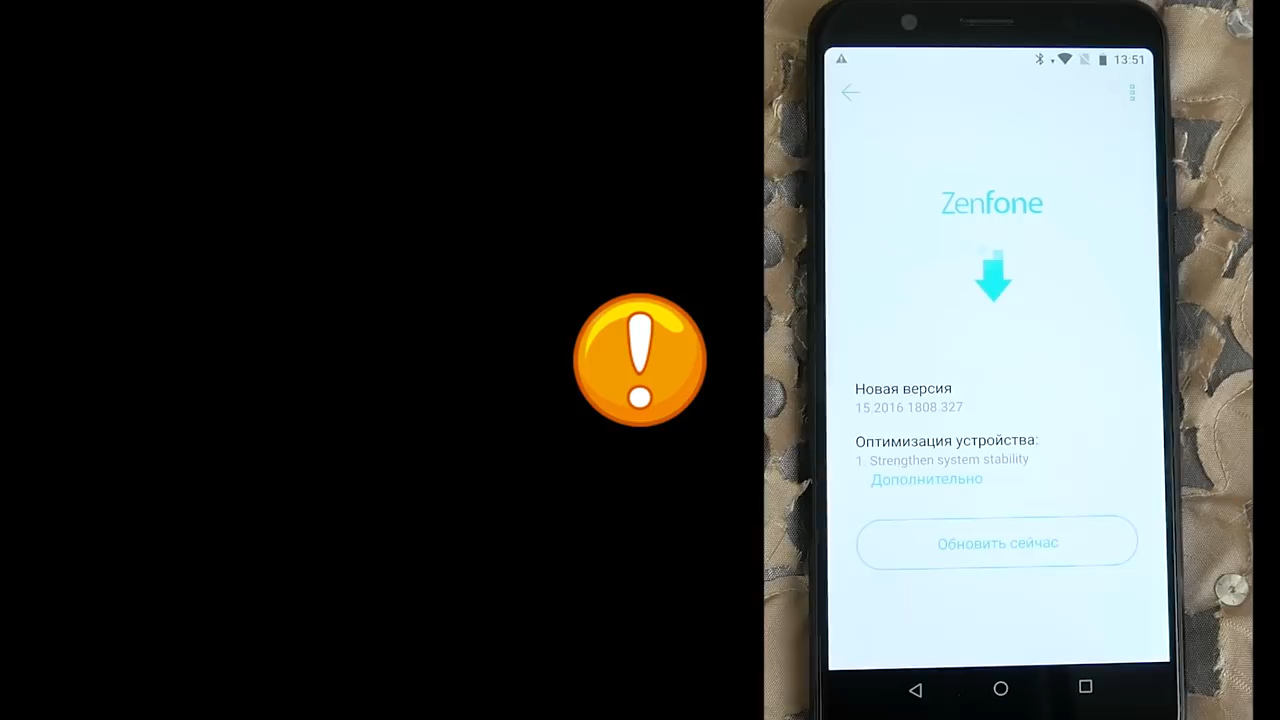 13:51
Zenfone
Новая версия
15.2016.1808.327
Оптимизация устройства:
1. Strengthen system stability
Дополнительно
Обновить сейчас